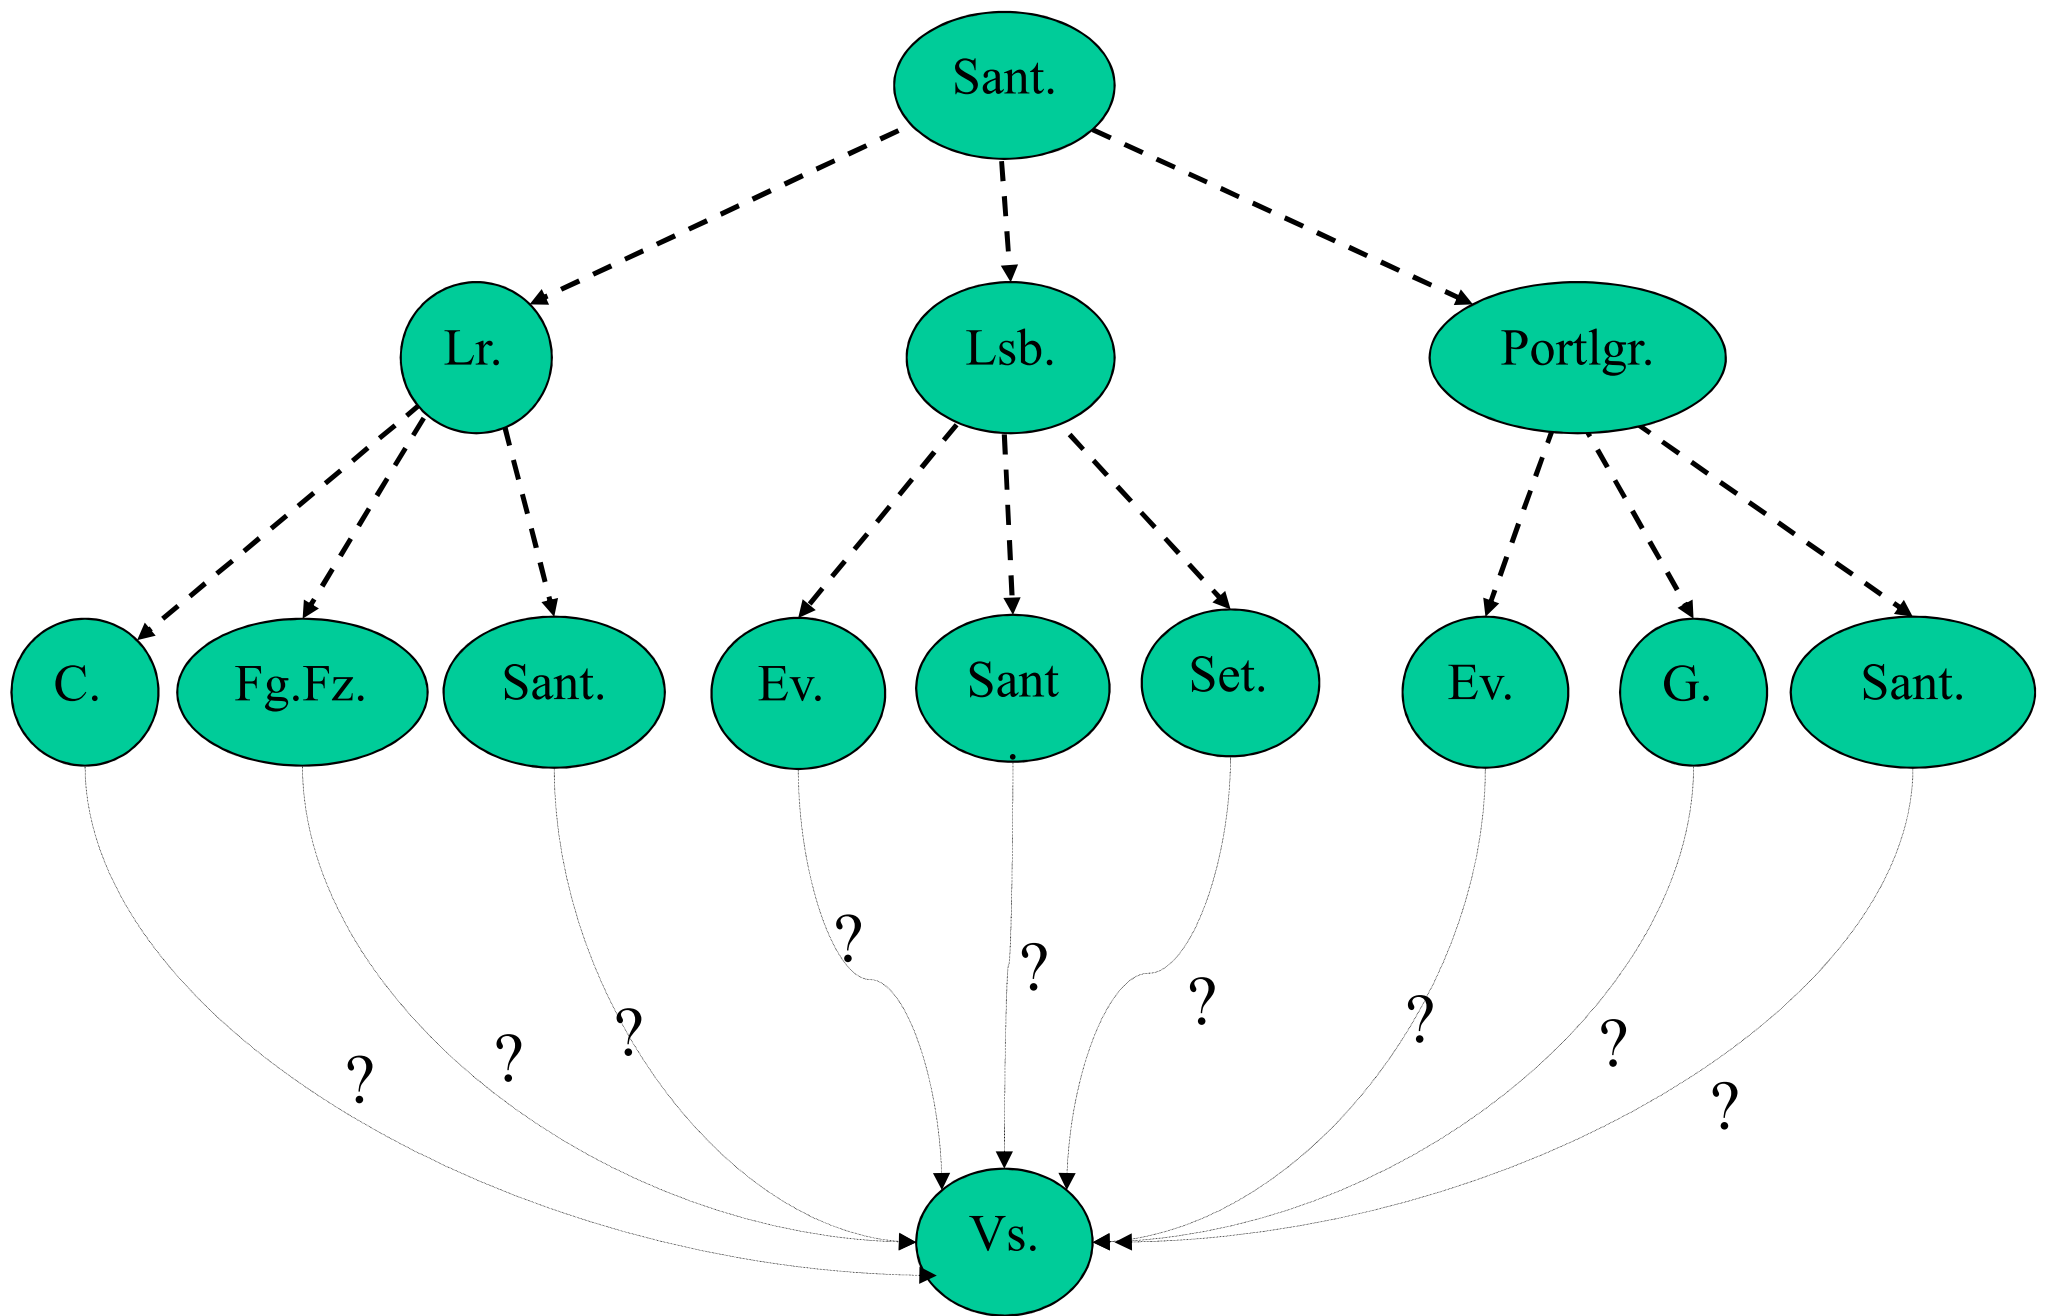 Sant.
Lr.
Lsb.
Portlgr.
C.
Fg.Fz.
Sant.
Ev.
Sant
.
Set.
Ev.
G.
Sant.
?
?
?
?
?
?
?
?
?
Vs.